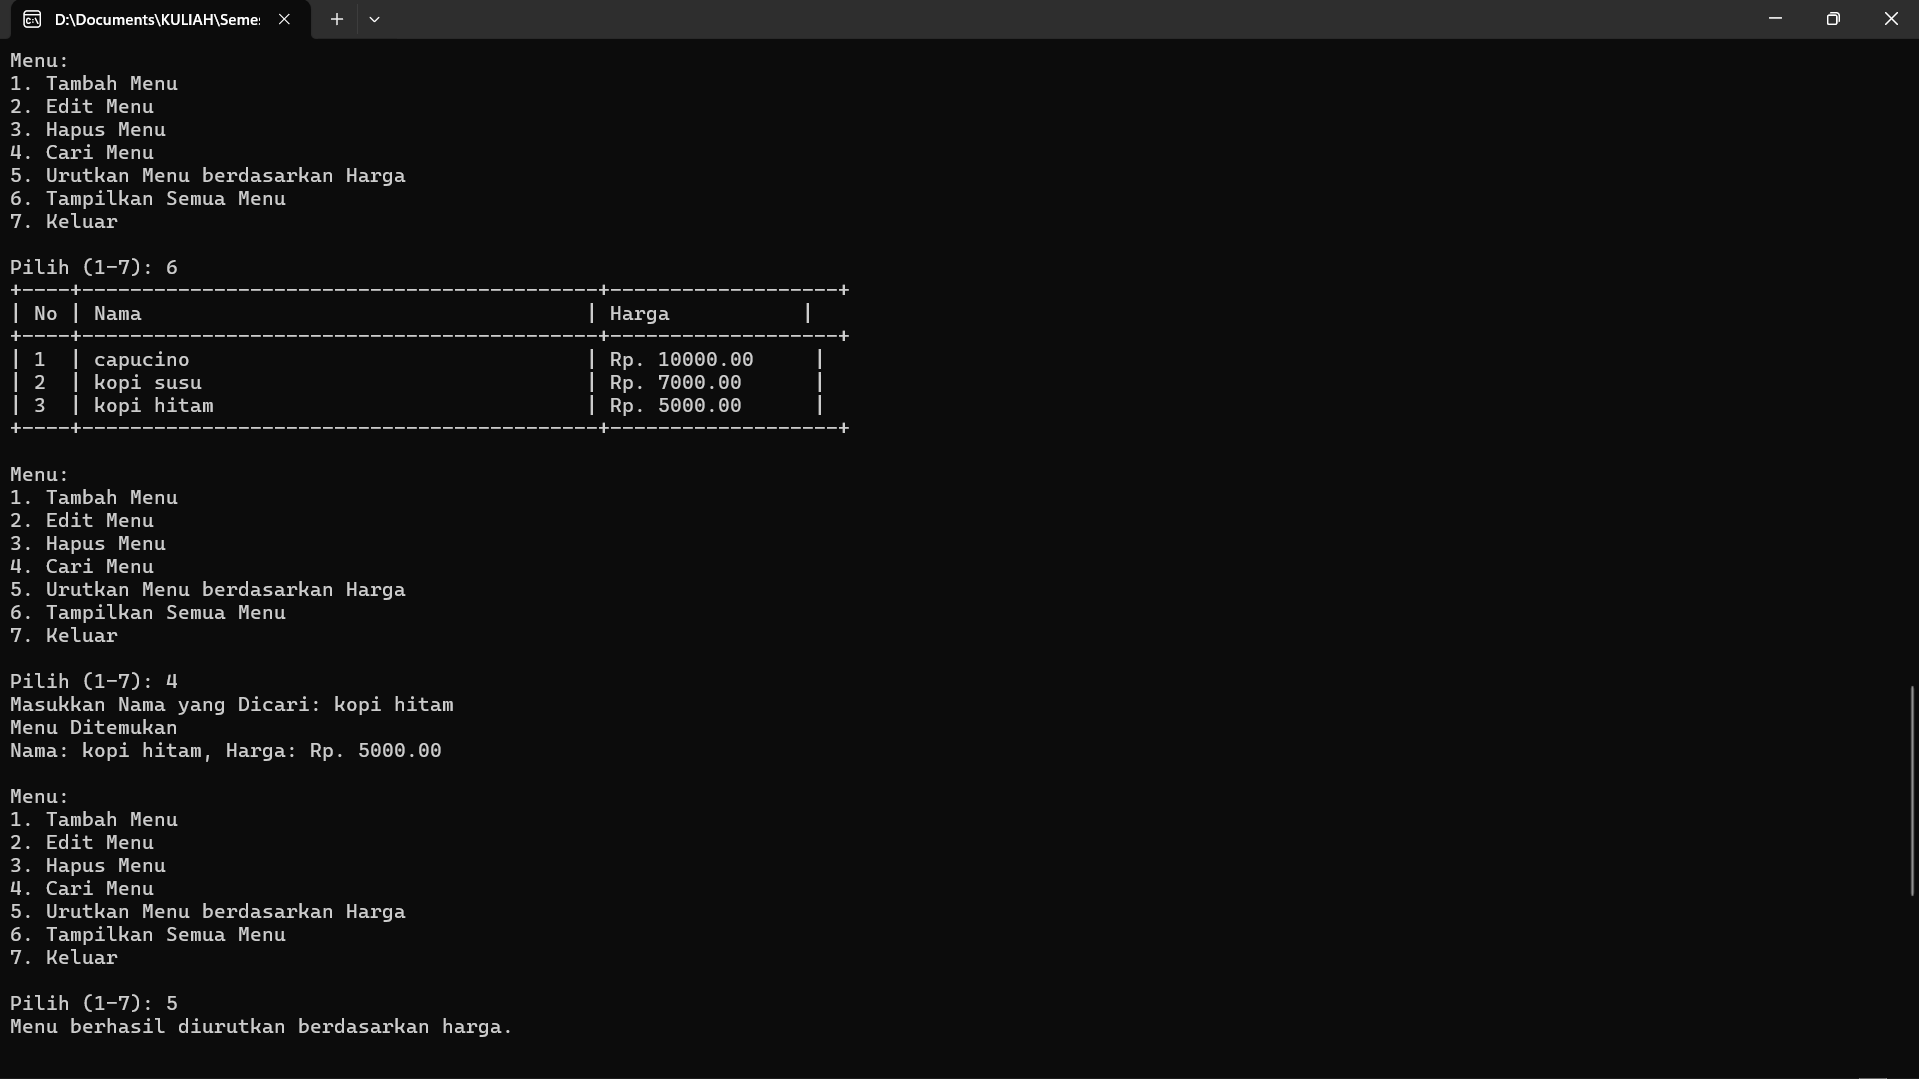 D:\Documents\KULIAH\Seme
Menu:
1. Tambah Menu
2. Edit Menu
3. Hapus Menu
4. Cari Menu
5. Urutkan Menu berdasarkan Harga
6. Tampilkan Semua Menu
7. Keluar
Pilih (1-7): 6
+----+-------------------------------------------+-------------------+
| No | Nama                                     | Harga           |
+----+-------------------------------------------+-------------------+
| 1  | capucino                                 | Rp. 10000.00     |
| 2  | kopi susu                                | Rp. 7000.00      |
| 3  | kopi hitam                               | Rp. 5000.00      |
+----+-------------------------------------------+-------------------+
Menu:
1. Tambah Menu
2. Edit Menu
3. Hapus Menu
4. Cari Menu
5. Urutkan Menu berdasarkan Harga
6. Tampilkan Semua Menu
7. Keluar
Pilih (1-7): 4
Masukkan Nama yang Dicari: kopi hitam
Menu Ditemukan
Nama: kopi hitam, Harga: Rp. 5000.00
Menu:
1. Tambah Menu
2. Edit Menu
3. Hapus Menu
4. Cari Menu
5. Urutkan Menu berdasarkan Harga
6. Tampilkan Semua Menu
7. Keluar
Pilih (1-7): 5
Menu berhasil diurutkan berdasarkan harga.